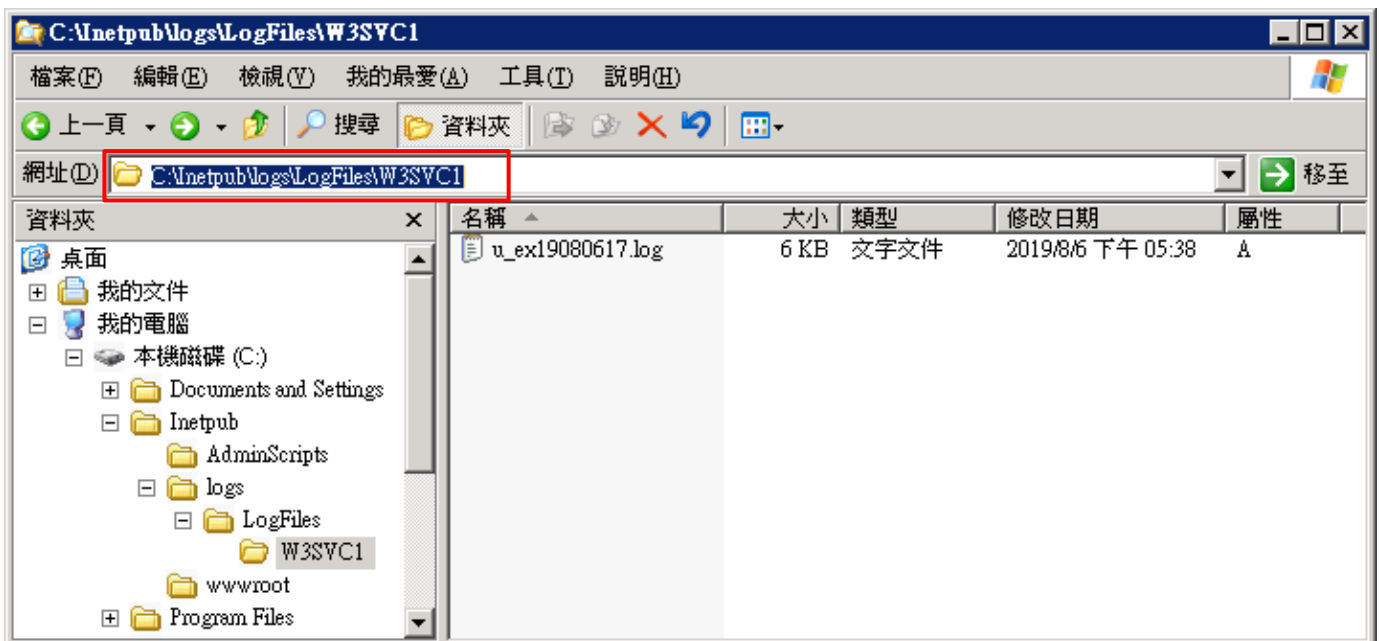 C:\Inetpub\logs\LogFiles\W3SVC1
檔案(F) 編輯(E) 檢視(V) 我的最愛(A) 工具(T) 說明(H)
上一頁 搜尋 資料夾
網址(D) C:\Inetpub\logs\LogFiles\W3SVC1 移至
資料夾 名稱 大小 類型 修改日期 屬性
桌面 u_ex19080617.log 6 KB 文字文件 2019/8/6 下午 05:38 A
我的文件
我的電腦
本機磁碟 (C:)
Documents and Settings
Inetpub
AdminScripts
logs
LogFiles
W3SVC1
wwwroot
Program Files